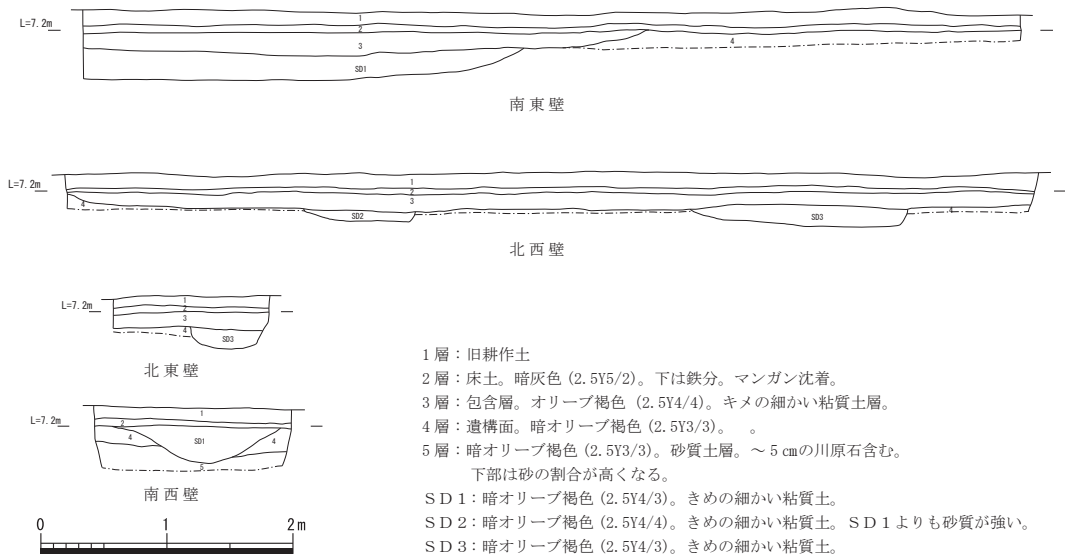 L=7.2m
1
2
3
4
SD1
南東壁
L=7.2m
1
2
3
4
SD2
SD3
4
北西壁
L=7.2m
1
2
3
4
SD3
北東壁
L=7.2m
1
2
4
SD1
4
5
南西壁
0 1 2m
1層：旧耕作土
2層：床土。暗灰色 (2.5Y5/2)。下は鉄分。マンガン沈着。
3層：包含層。オリーブ褐色 (2.5Y4/4)。キメの細かい粘質土層。
4層：遺構面。暗オリーブ褐色 (2.5Y3/3)。　。
5層：暗オリーブ褐色 (2.5Y3/3)。砂質土層。～5㎝の川原石含む。
下部は砂の割合が高くなる。
ＳＤ１：暗オリーブ褐色 (2.5Y4/3)。きめの細かい粘質土。
ＳＤ２：暗オリーブ褐色 (2.5Y4/4)。きめの細かい粘質土。ＳＤ１よりも砂質が強い。
ＳＤ３：暗オリーブ褐色 (2.5Y4/3)。きめの細かい粘質土。